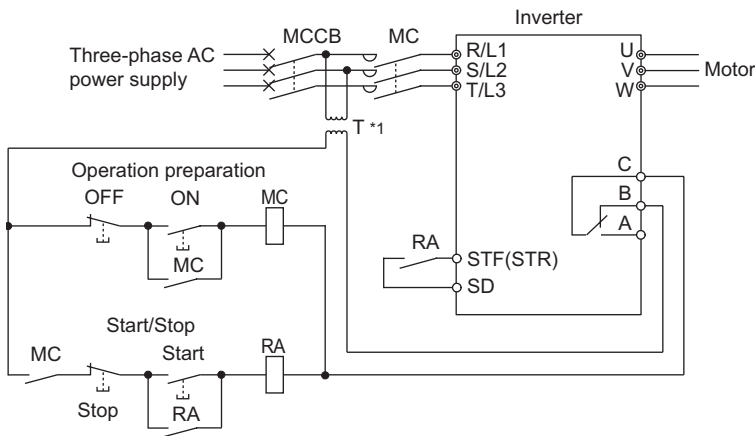 Inverter
MCCB
MC
Three-phase AC
power supply
R/L1
S/L2
T/L3
U
V
W
Motor
T *1
Operation preparation
OFF
ON
MC
MC
C
B
A
RA
STF(STR)
SD
Start/Stop
MC
Start
RA
Stop
RA